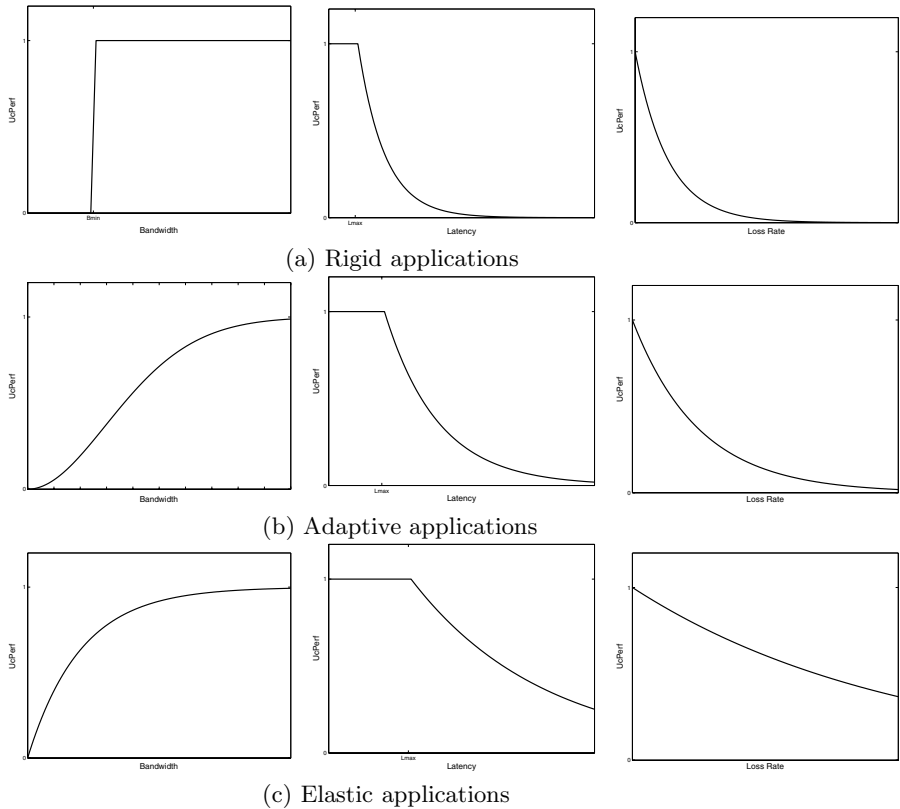 1
UcPerf
0
Bmin
Bandwidth
1
UcPerf
0
Lmax
Latency
1
UcPerf
0
Loss Rate
(a) Rigid applications
1
UcPerf
0
Bandwidth
1
UcPerf
0
Lmax
Latency
1
UcPerf
0
Loss Rate
(b) Adaptive applications
1
UcPerf
0
Bandwidth
1
UcPerf
0
Lmax
Latency
1
UcPerf
0
Loss Rate
(c) Elastic applications